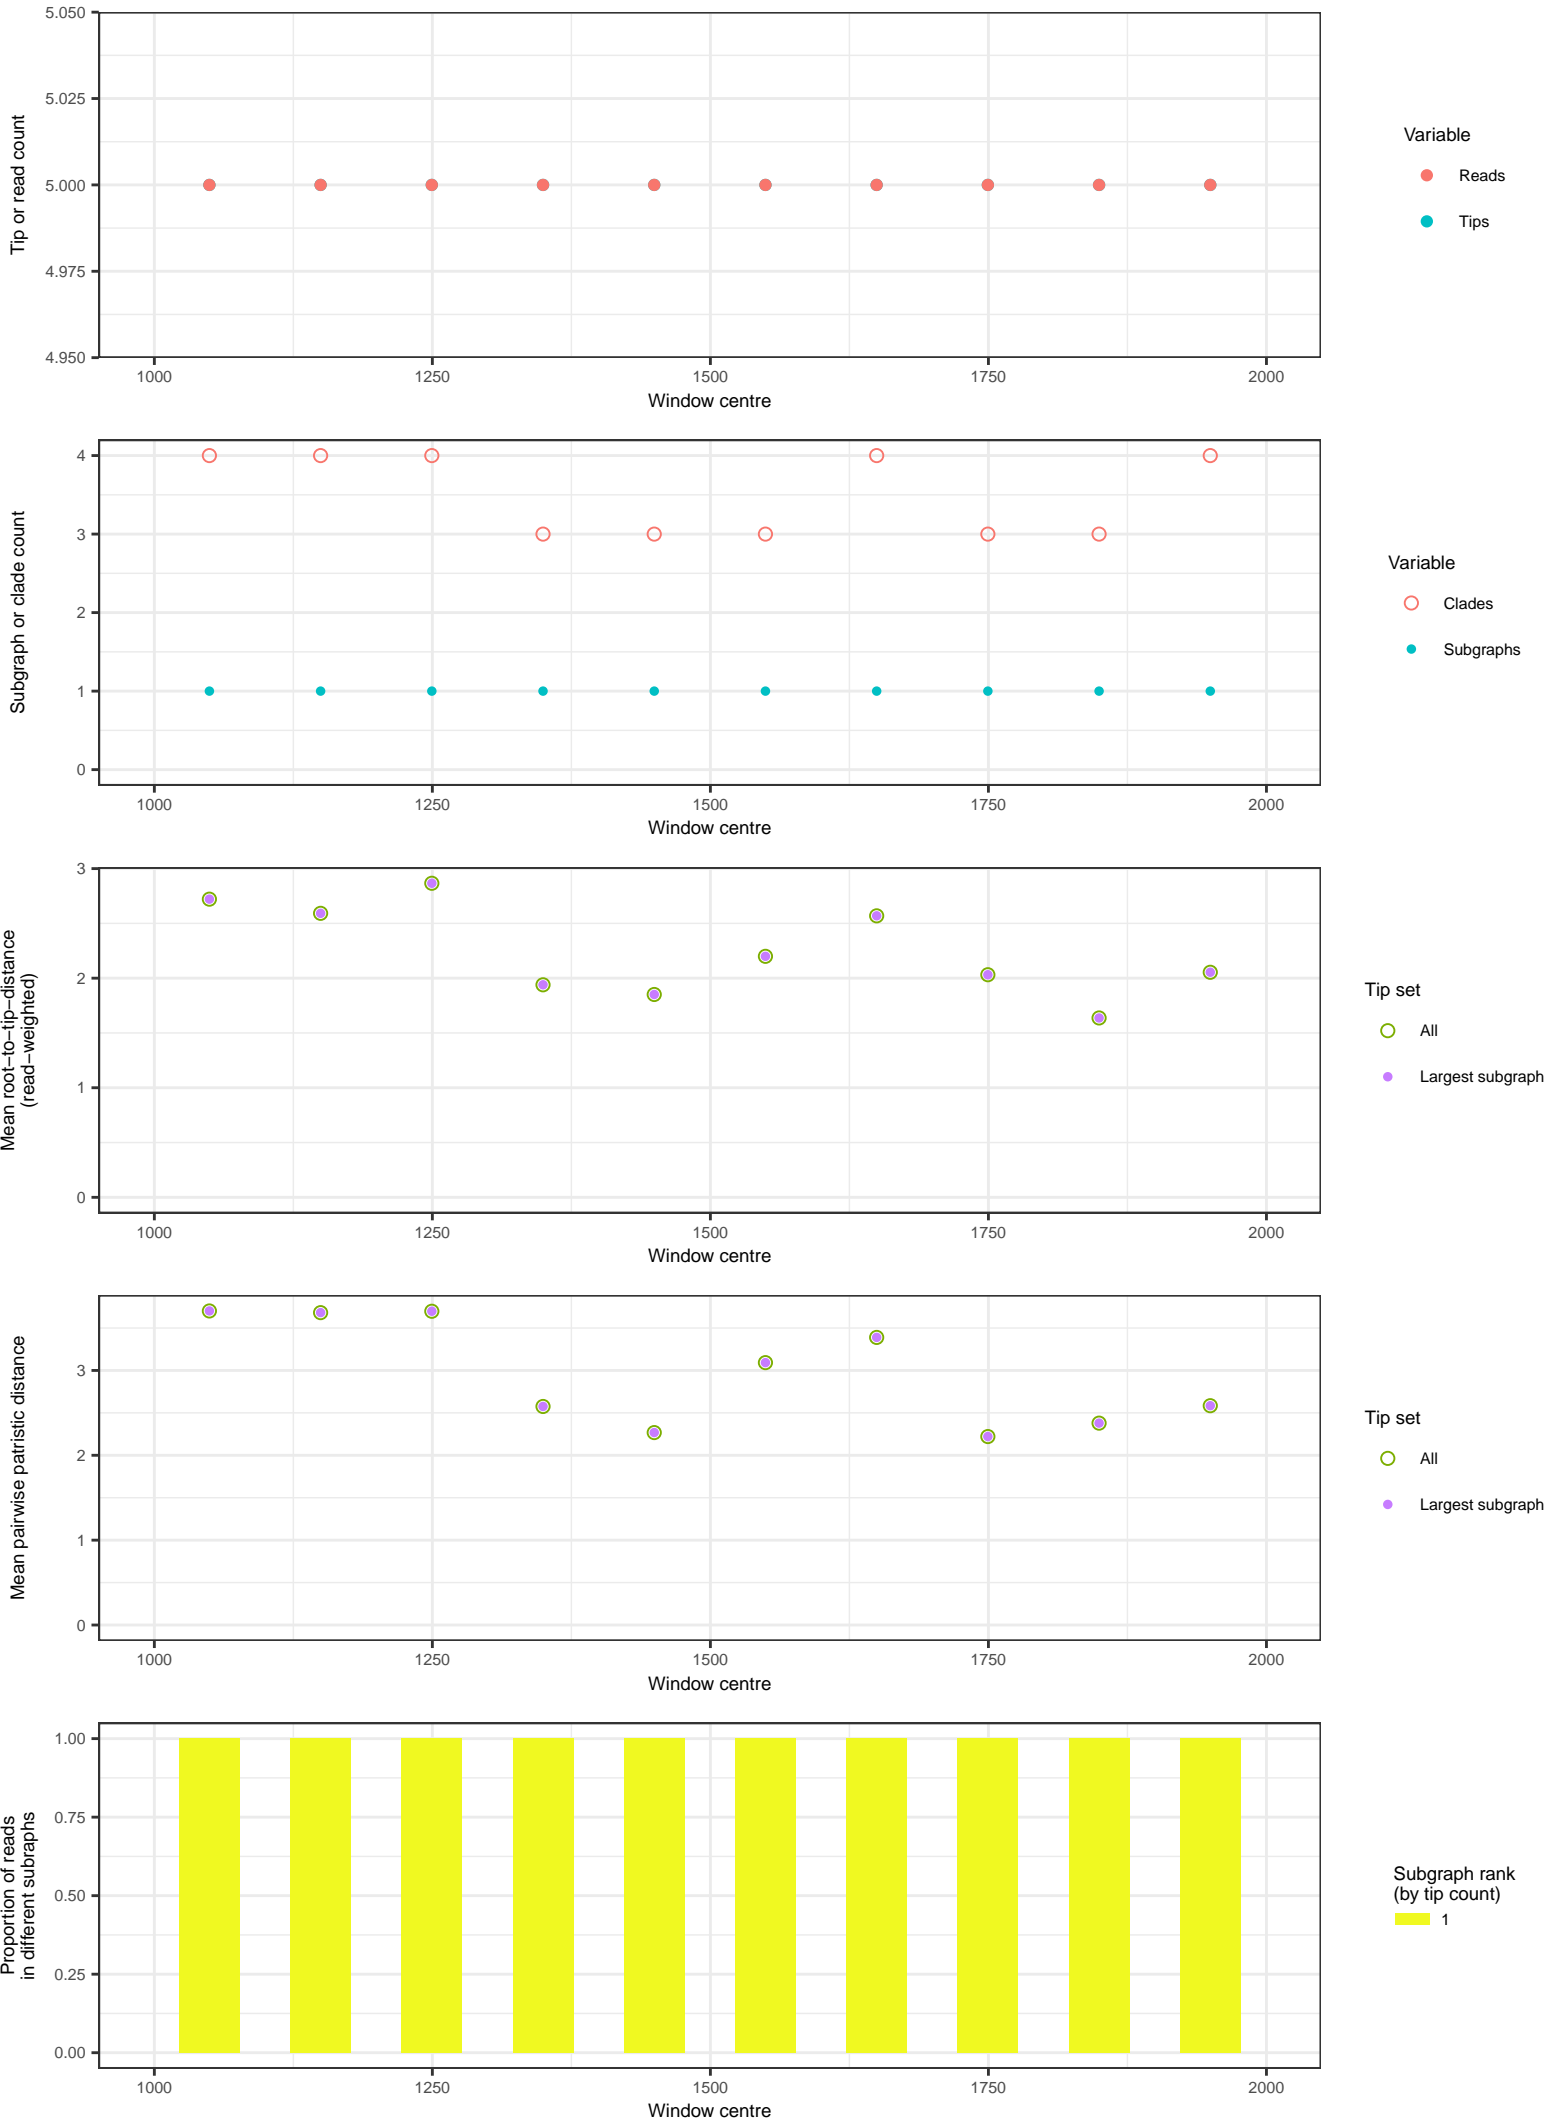 5.050
5.025
5.000
4.975
4.950
Tip or read count
1000 1250 1500 1750 2000
Window centre
Variable
Reads
Tips
4
3
2
1
0
Subgraph or clade count
1000 1250 1500 1750 2000
Window centre
Variable
Clades
Subgraphs
3
2
1
0
Mean root−to−tip−distance
(read−weighted)
1000 1250 1500 1750 2000
Window centre
Tip set
All
Largest subgraph
3
2
1
0
Mean pairwise patristic distance
1000 1250 1500 1750 2000
Window centre
Tip set
All
Largest subgraph
1.00
0.75
0.50
0.25
0.00
Proportion of reads
in different subraphs
1000 1250 1500 1750 2000
Window centre
Subgraph rank
(by tip count)
1